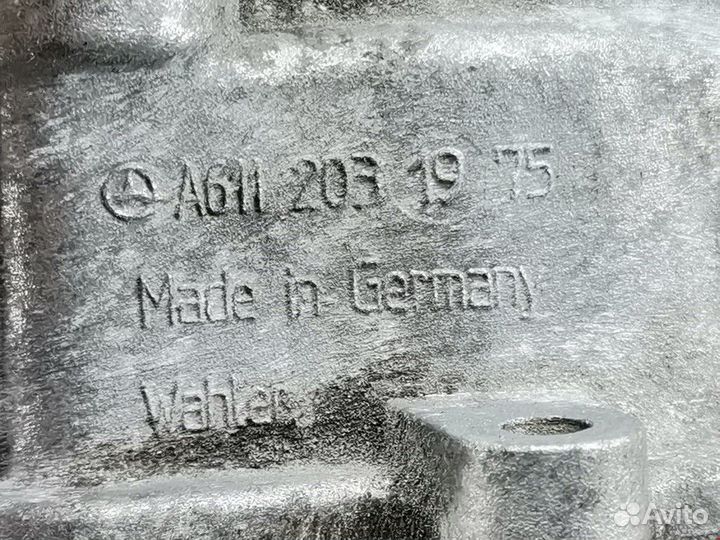 A611 203 19 75
Made in Germany
Wahler
Avito